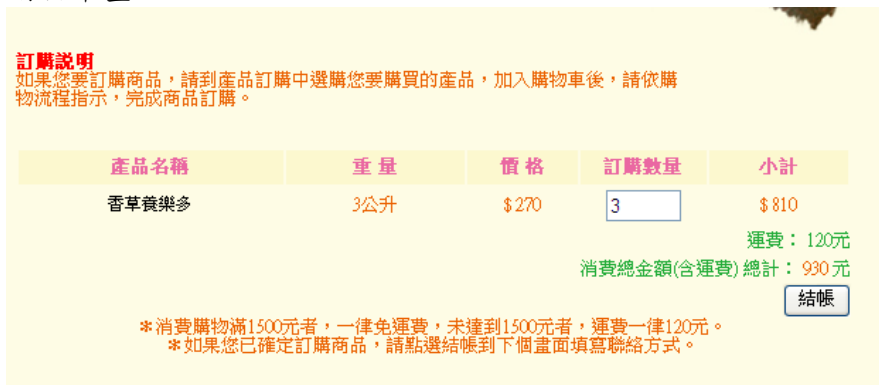 訂購説明
如果您要訂購商品，請到產品訂購中選購您要購買的產品，加入購物車後，請依購
物流程指示，完成商品訂購。
產品名稱 重 量 價 格 訂購數量 小計
香草養樂多 3公升 $270 3 $810
運費： 120元
消費總金額(含運費) 總計： 930 元
結帳
*消費購物滿1500元者，一律免運費，未達到1500元者，運費一律120元。
*如果您已確定訂購商品，請點選結帳到下個畫面填寫聯絡方式。